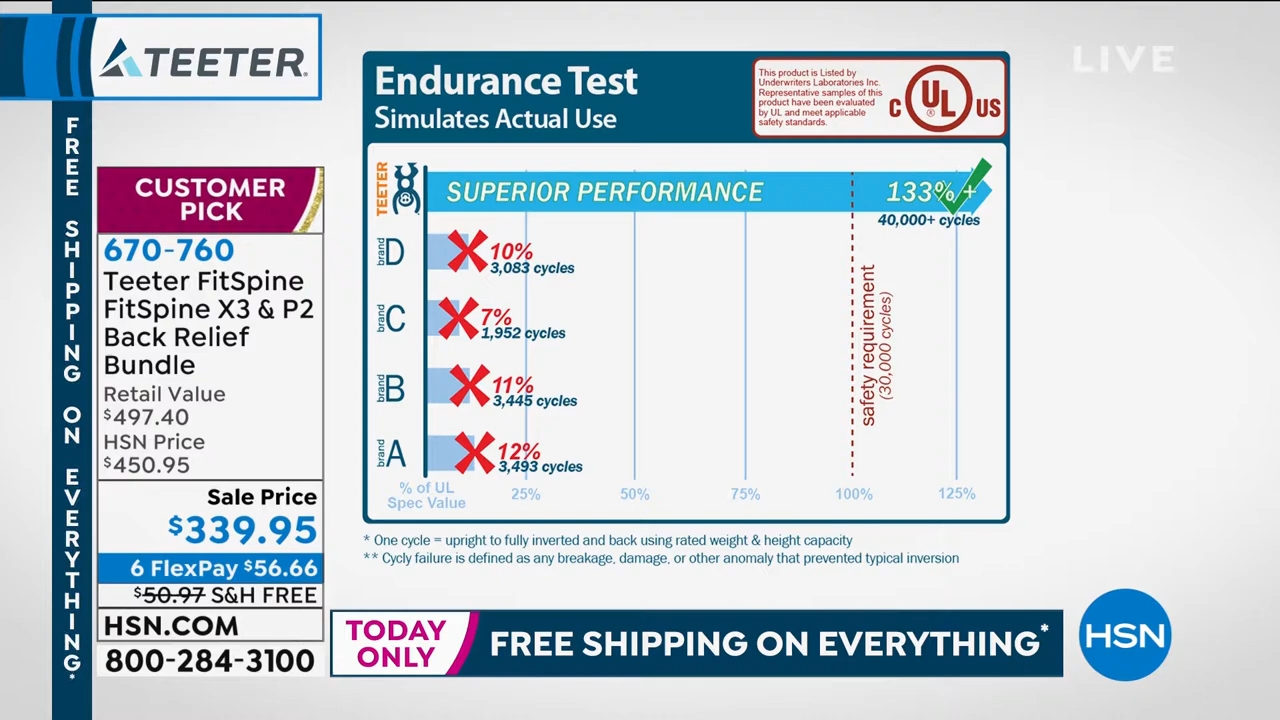 TEETER®
FREE SHIPPING ON EVERYTHING*
CUSTOMER
PICK
670-760
Teeter FitSpine
FitSpine X3 & P2
Back Relief
Bundle
Retail Value
$497.40
HSN Price
$450.95
Sale Price
$339.95
6 FlexPay $56.66
$50.97 S&H FREE
HSN.COM
800-284-3100
LIVE
Endurance Test
Simulates Actual Use
This product is Listed by
Underwriters Laboratories Inc.
Representative samples of this
product have been evaluated
by UL and meet applicable
safety standards.
C UL® US
TEETER
SUPERIOR PERFORMANCE 133%+
40,000+ cycles
brand D 10%
3,083 cycles
brand C 7%
1,952 cycles
brand B 11%
3,445 cycles
brand A 12%
3,493 cycles
safety requirement
(30,000 cycles)
% of UL
Spec Value
25% 50% 75% 100% 125%
* One cycle = upright to fully inverted and back using rated weight & height capacity
** Cycly failure is defined as any breakage, damage, or other anomaly that prevented typical inversion
TODAY
ONLY
FREE SHIPPING ON EVERYTHING*
HSN